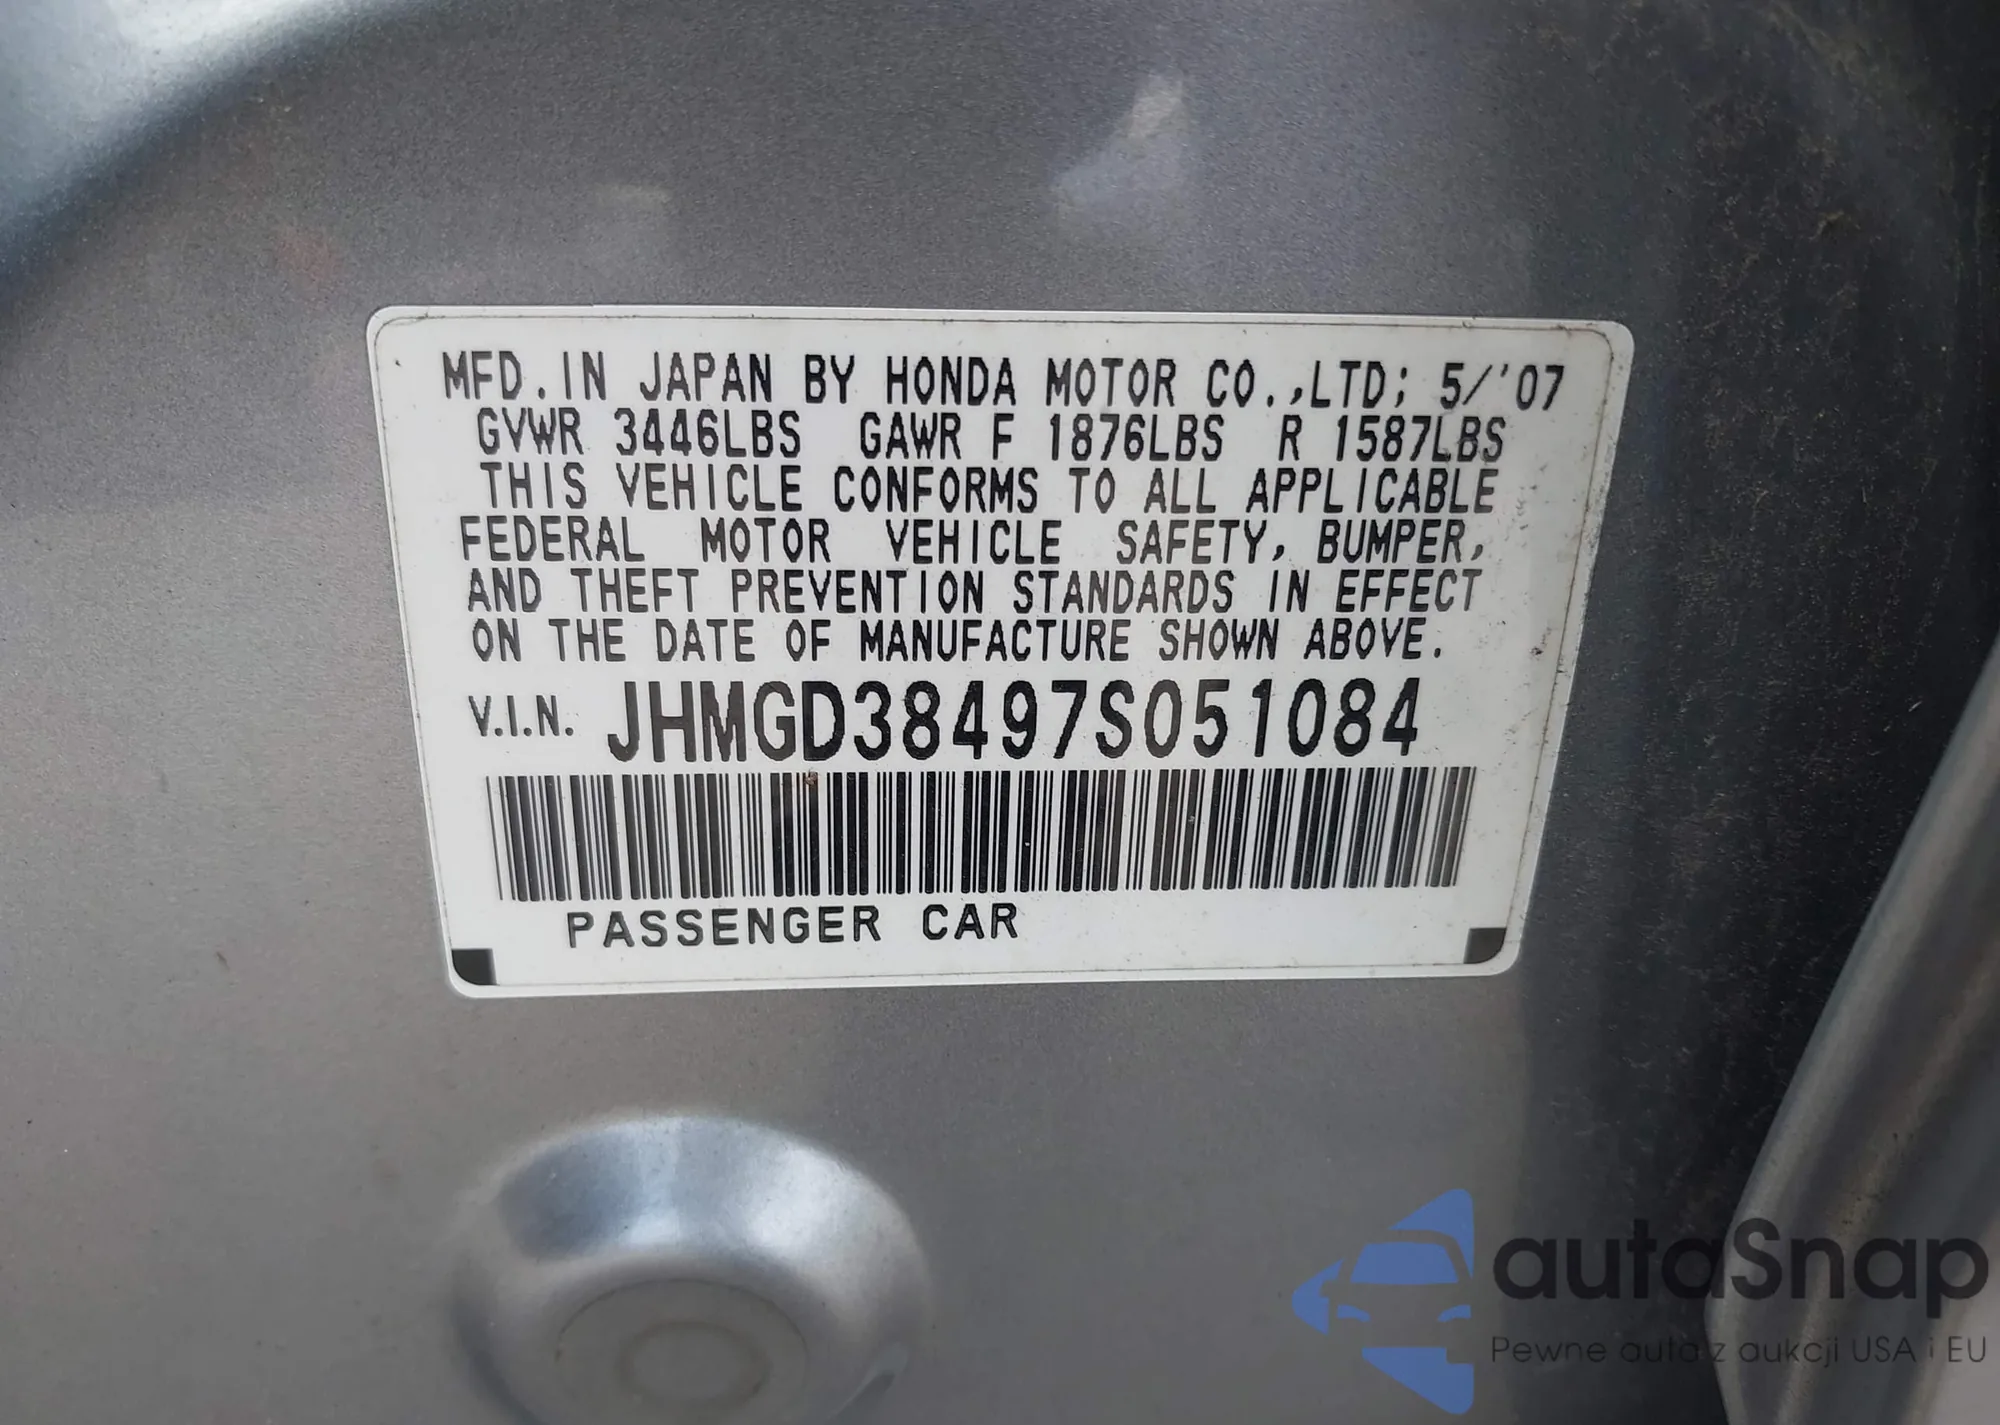 MFD. IN JAPAN BY HONDA MOTOR CO.,LTD; 5/'07
GVWR 3446LBS GAWR F 1876LBS R 1587LBS
THIS VEHICLE CONFORMS TO ALL APPLICABLE
FEDERAL MOTOR VEHICLE SAFETY, BUMPER,
AND THEFT PREVENTION STANDARDS IN EFFECT
ON THE DATE OF MANUFACTURE SHOWN ABOVE.
V.I.N. JHMGD38497S051084
PASSENGER CAR
autaSnap
Pewne auta z aukcji USA i EU